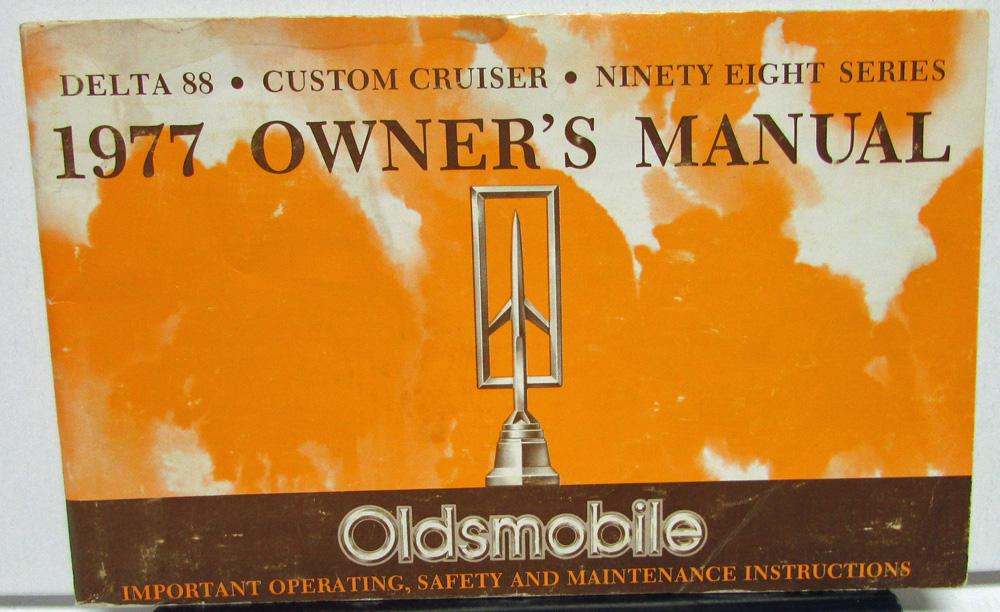 DELTA 88 • CUSTOM CRUISER • NINETY EIGHT SERIES
1977 OWNER'S MANUAL
Oldsmobile
IMPORTANT OPERATING, SAFETY AND MAINTENANCE INSTRUCTIONS